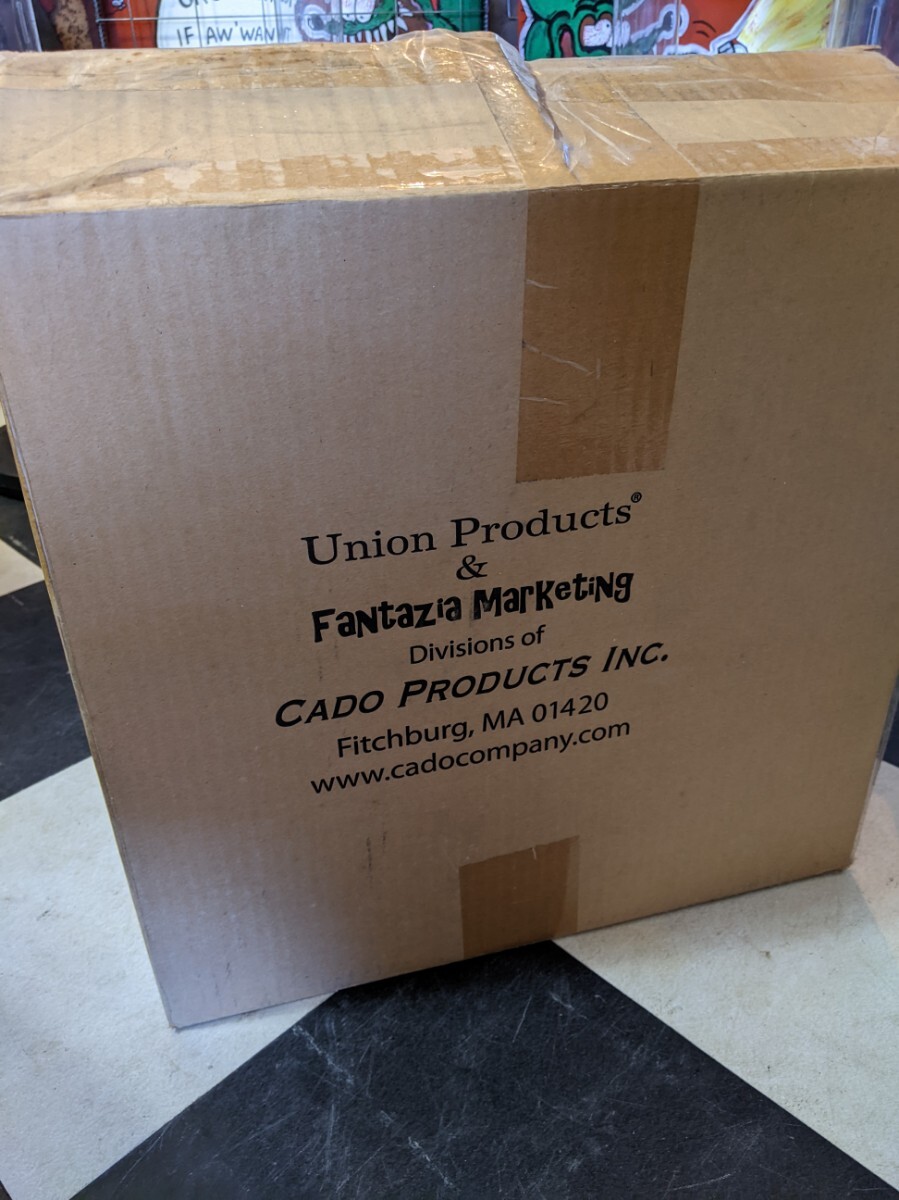 IF AW' WAN
Union Products®
&
Fantazia Marketing
Divisions of
CADO PRODUCTS INC.
Fitchburg, MA 01420
www.cadocompany.com